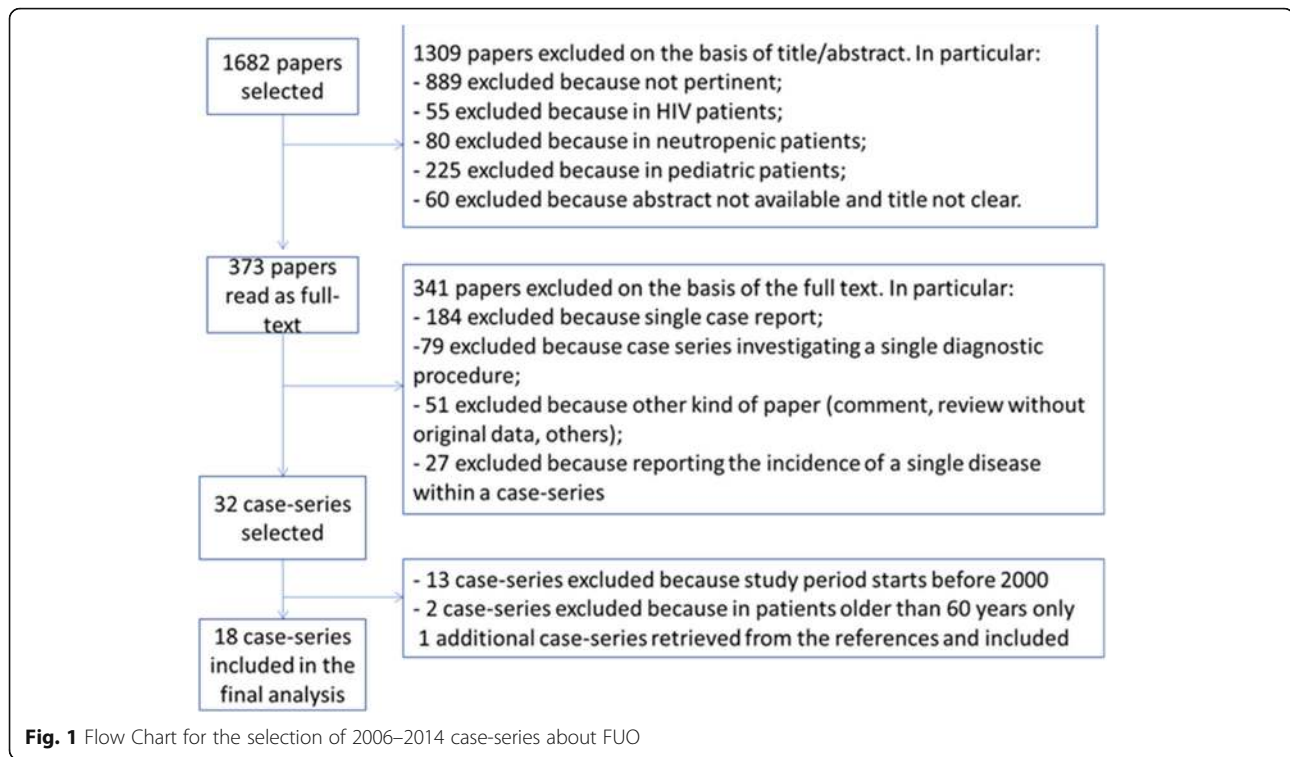 1682 papers
selected
1309 papers excluded on the basis of title/abstract. In particular:
- 889 excluded because not pertinent;
- 55 excluded because in HIV patients;
- 80 excluded because in neutropenic patients;
- 225 excluded because in pediatric patients;
- 60 excluded because abstract not available and title not clear.
373 papers
read as full-
text
341 papers excluded on the basis of the full text. In particular:
- 184 excluded because single case report;
-79 excluded because case series investigating a single diagnostic
procedure;
- 51 excluded because other kind of paper (comment, review without
original data, others);
- 27 excluded because reporting the incidence of a single disease
within a case-series
32 case-series
selected
- 13 case-series excluded because study period starts before 2000
- 2 case-series excluded because in patients older than 60 years only
1 additional case-series retrieved from the references and included
18 case-series
included in the
final analysis
Fig. 1 Flow Chart for the selection of 2006–2014 case-series about FUO